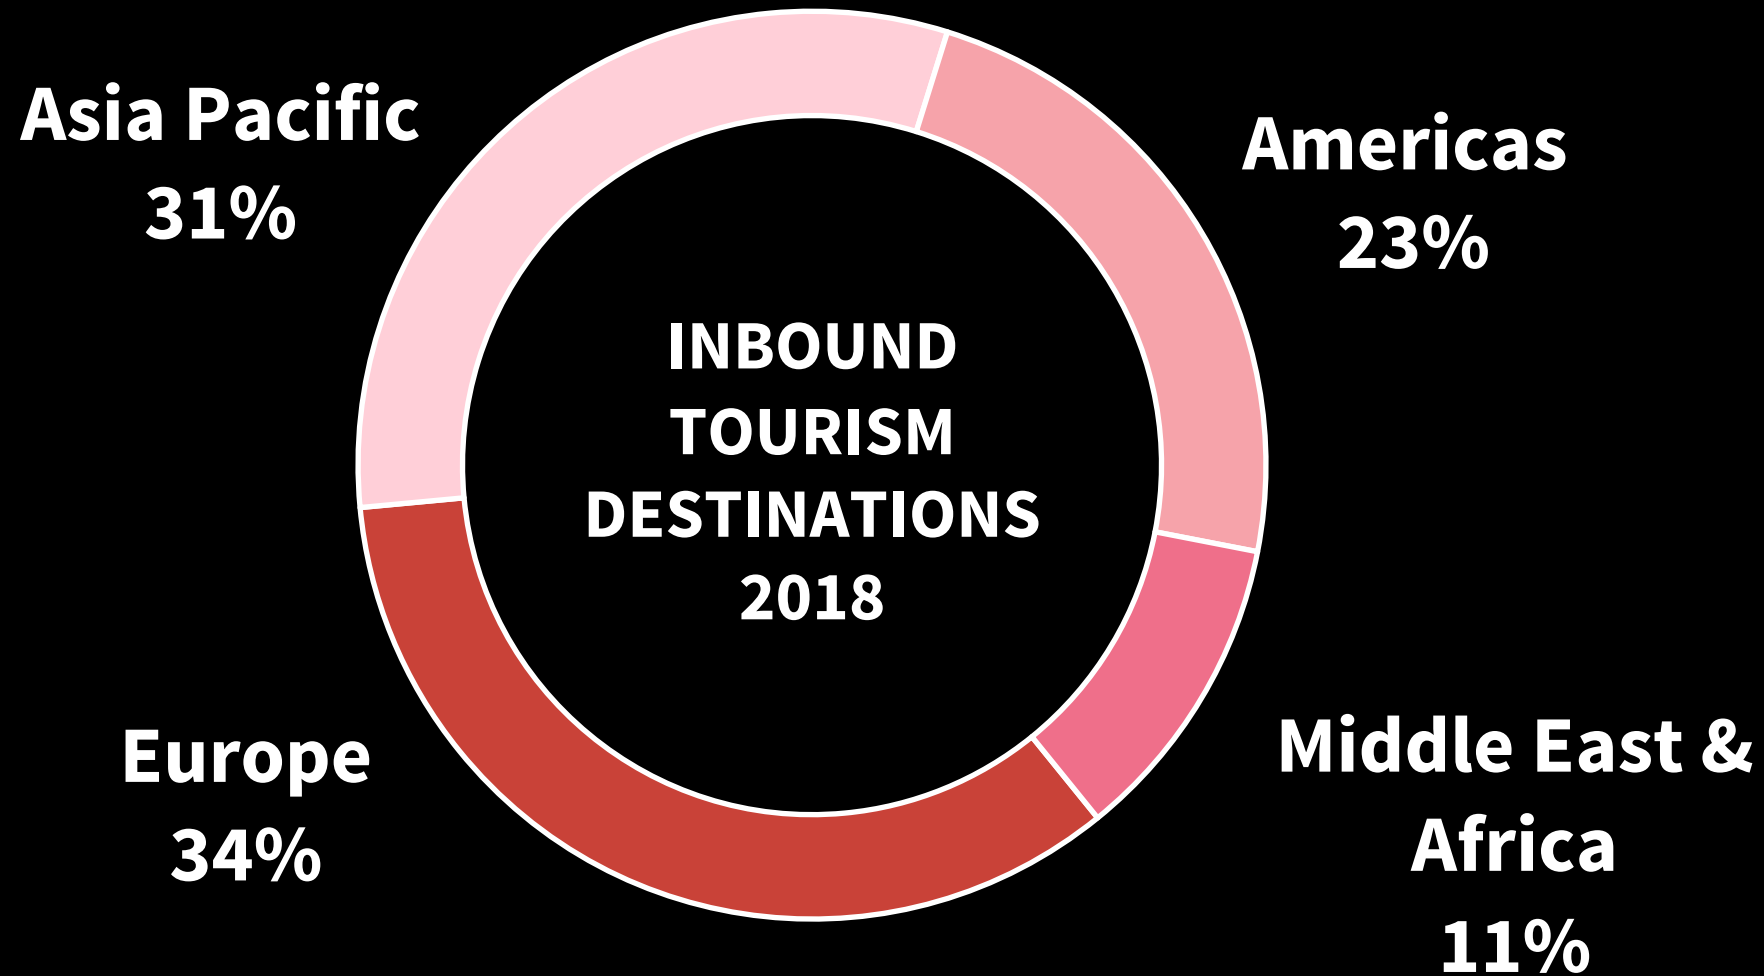 Asia Pacific
31%
Americas
23%
INBOUND
TOURISM
DESTINATIONS
2018
Europe
34%
Middle East &
Africa
11%